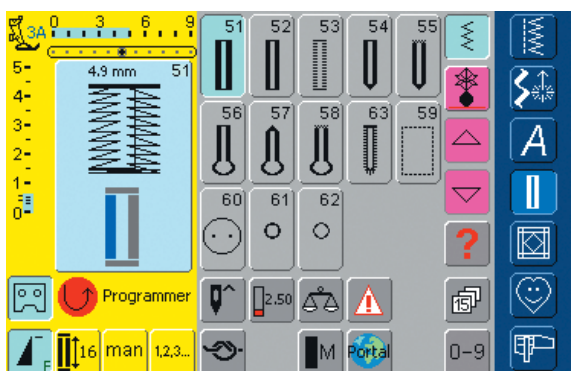 3A 0 3 6 9
5
4
3
2
1
0
4.9 mm 51
51 52 53 54 55
56 57 58 63 59
60 61 62
?
Programmer
2.50
15
F
16 man 1,2,3...
M Portal 0-9
A